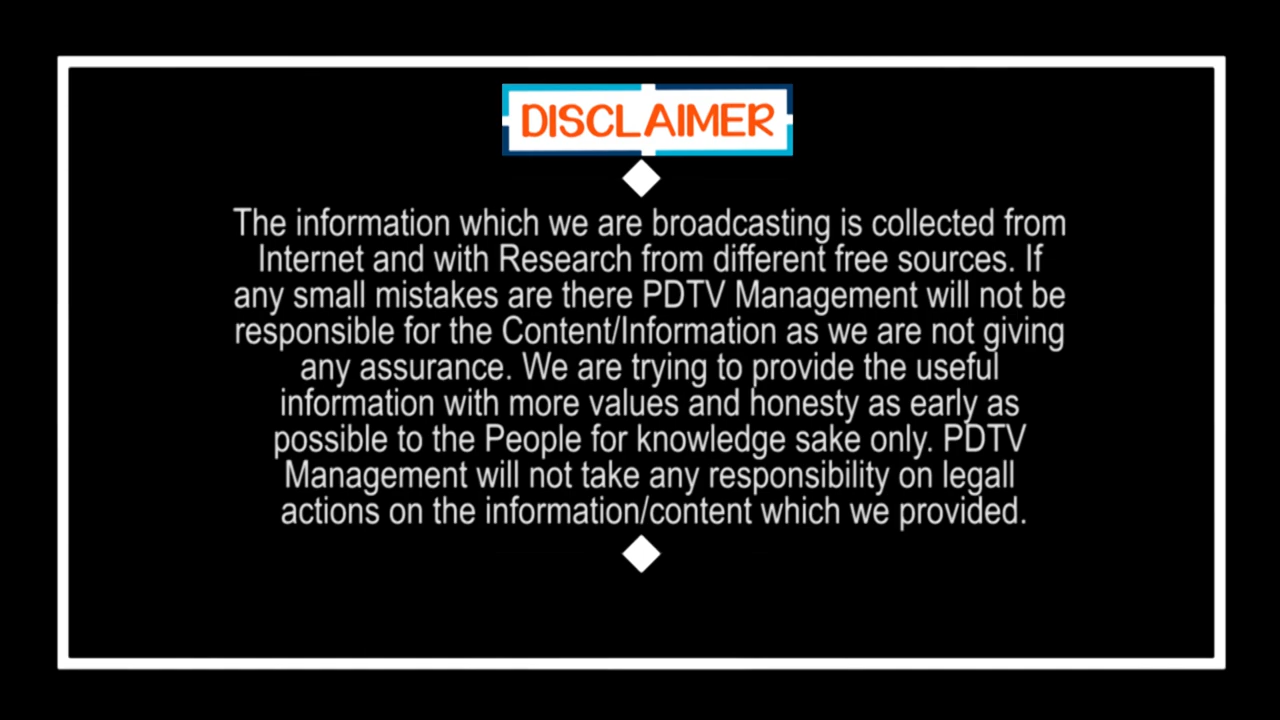 DISCLAIMER
The information which we are broadcasting is collected from
Internet and with Research from different free sources. If
any small mistakes are there PDTV Management will not be
responsible for the Content/Information as we are not giving
any assurance. We are trying to provide the useful
information with more values and honesty as early as
possible to the People for knowledge sake only. PDTV
Management will not take any responsibility on legall
actions on the information/content which we provided.